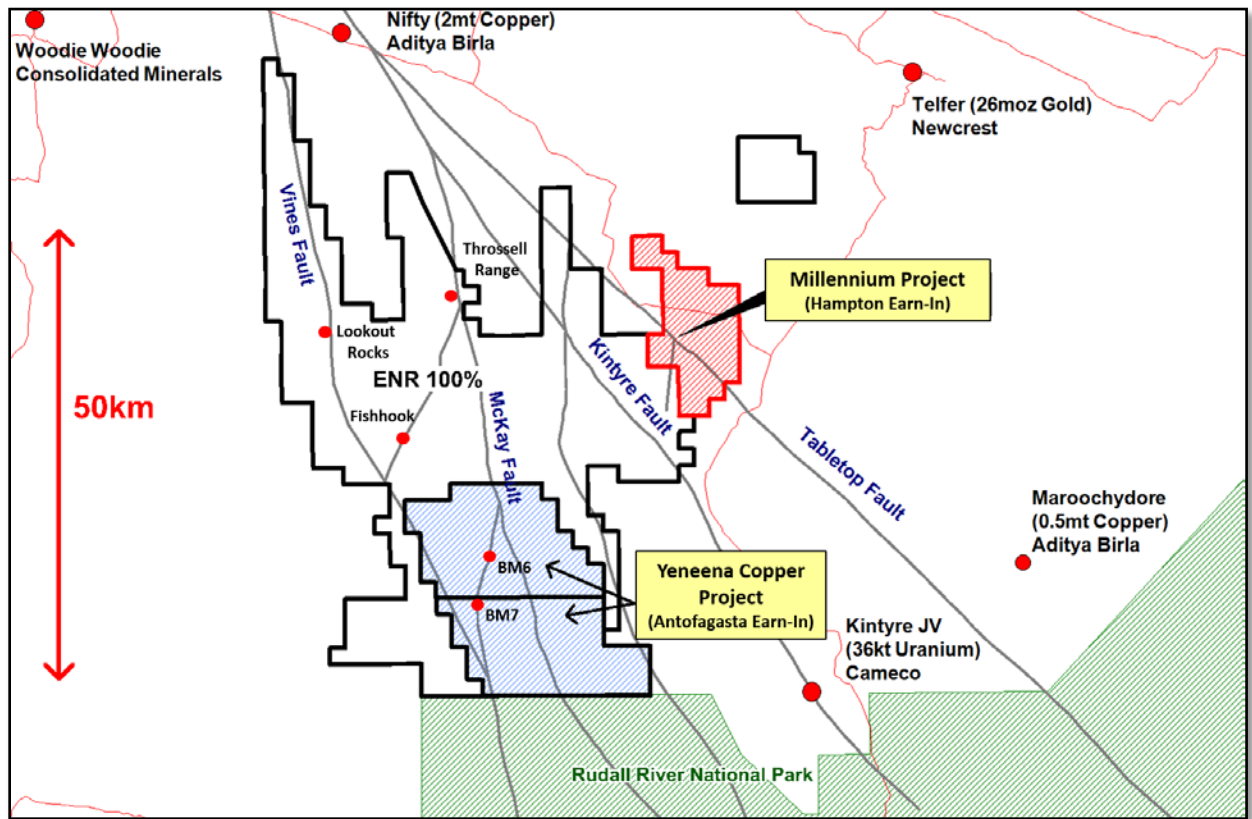 Nifty (2mt Copper)
Aditya Birla
Woodie Woodie
Consolidated Minerals
Telfer (26moz Gold)
Newcrest
Vines Fault
Throssell
Range
Millennium Project
(Hampton Earn-In)
Lookout
Rocks
ENR 100%
Kintyre Fault
50km
McKay Fault
Fishhook
Tabletop Fault
Maroochydore
(0.5mt Copper)
Aditya Birla
BM6
Yeneena Copper
Project
(Antofagasta Earn-In)
BM7
Kintyre JV
(36kt Uranium)
Cameco
Rudall River National Park